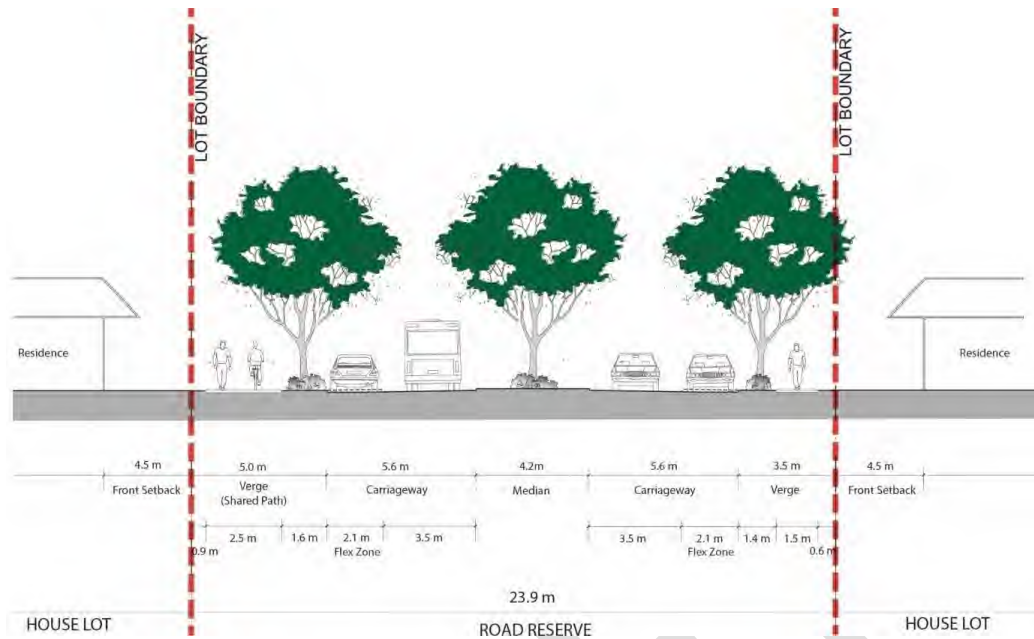 LOT BOUNDARY
LOT BOUNDARY
Residence
Residence
4.5 m
5.0 m
5.6 m
4.2m
5.6 m
3.5 m
4.5 m
Front Setback
Verge
(Shared Path)
Carriageway
Median
Carriageway
Verge
Front Setback
0.9 m
2.5 m
1.6 m
2.1 m
Flex Zone
3.5 m
3.5 m
2.1 m
Flex Zone
1.4 m
1.5 m
0.6 m
23.9 m
HOUSE LOT
ROAD RESERVE
HOUSE LOT